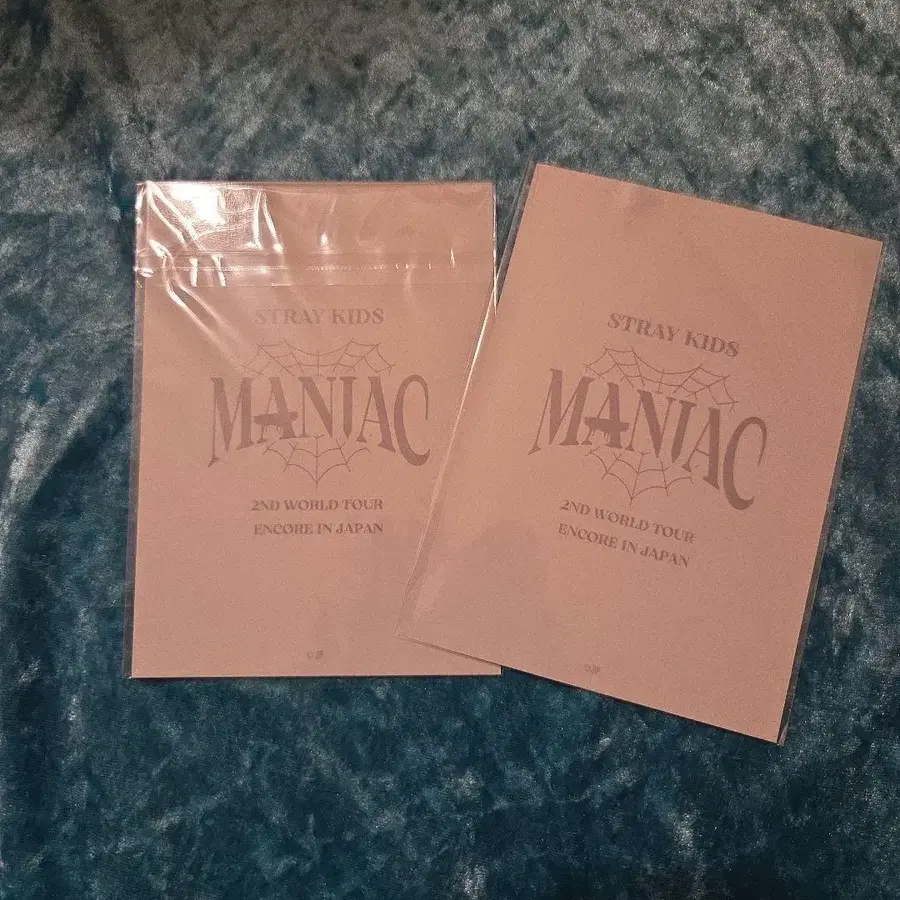 STRAY KIDS
MANIAC
2ND WORLD TOUR
ENCORE IN JAPAN
STRAY KIDS
MANIAC
2ND WORLD TOUR
ENCORE IN JAPAN